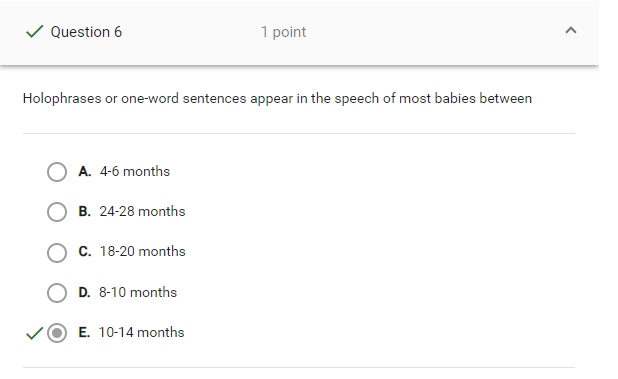 Question 6 1 point
Holophrases or one-word sentences appear in the speech of most babies between
A. 4-6 months
B. 24-28 months
C. 18-20 months
D. 8-10 months
E. 10-14 months